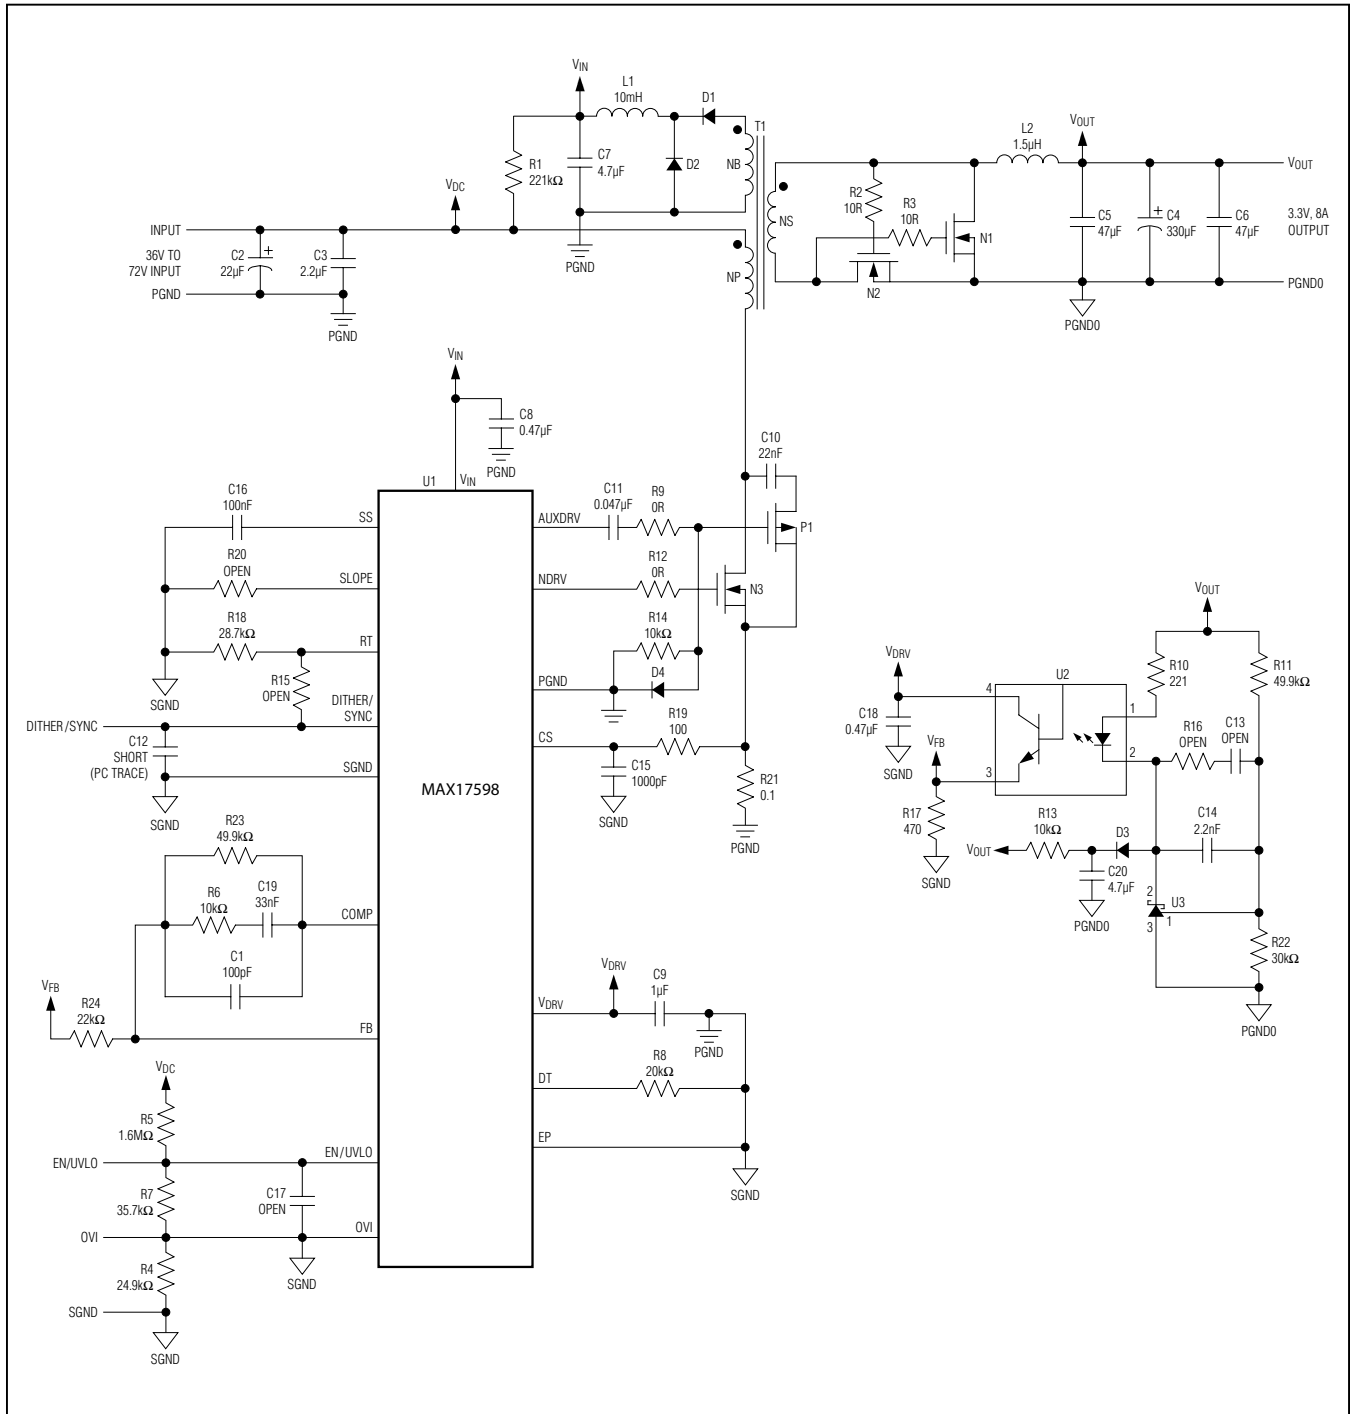 VIN
L1
10mH
D1
T1
R1
221kΩ
C7
4.7µF
D2
NB
VDC
INPUT
36V TO
72V INPUT
C2
22µF
+
C3
2.2µF
PGND
PGND
PGND
NP
NS
R2
10R
R3
10R
N1
N2
L2
1.5µH
VOUT
C5
47µF
C4
330µF
+
C6
47µF
VOUT
3.3V, 8A
OUTPUT
PGND0
PGND0
VIN
C8
0.47µF
PGND
U1
VIN
MAX17598
C16
100nF
SS
R20
OPEN
SLOPE
R18
28.7kΩ
RT
R15
OPEN
SGND
DITHER/
SYNC
DITHER/SYNC
C12
SHORT
(PC TRACE)
SGND
SGND
R23
49.9kΩ
R6
10kΩ
C19
33nF
COMP
C1
100pF
VFB
R24
22kΩ
FB
VDC
R5
1.6MΩ
EN/UVLO
EN/UVLO
R7
35.7kΩ
C17
OPEN
OVI
OVI
SGND
R4
24.9kΩ
SGND
SGND
AUXDRV
C11
0.047µF
R9
0R
C10
22nF
P1
NDRV
R12
0R
N3
R14
10kΩ
PGND
D4
CS
R19
100
C15
1000pF
SGND
R21
0.1
PGND
VDRV
VDRV
C9
1µF
PGND
DT
R8
20kΩ
EP
SGND
VOUT
R10
221
R11
49.9kΩ
VDRV
U2
4
1
C18
0.47µF
SGND
VFB
3
2
R16
OPEN
C13
OPEN
R17
470
SGND
VOUT
R13
10kΩ
D3
C14
2.2nF
C20
4.7µF
PGND0
2
U3
1
3
R22
30kΩ
PGND0